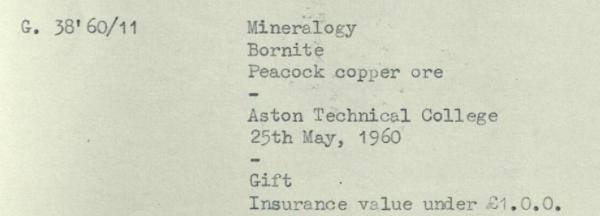 G. 38'60/11 Mineralogy
Bornite
Peacock copper ore
-
Aston Technical College
25th May, 1960
-
Gift
Insurance value under £1.0.0.